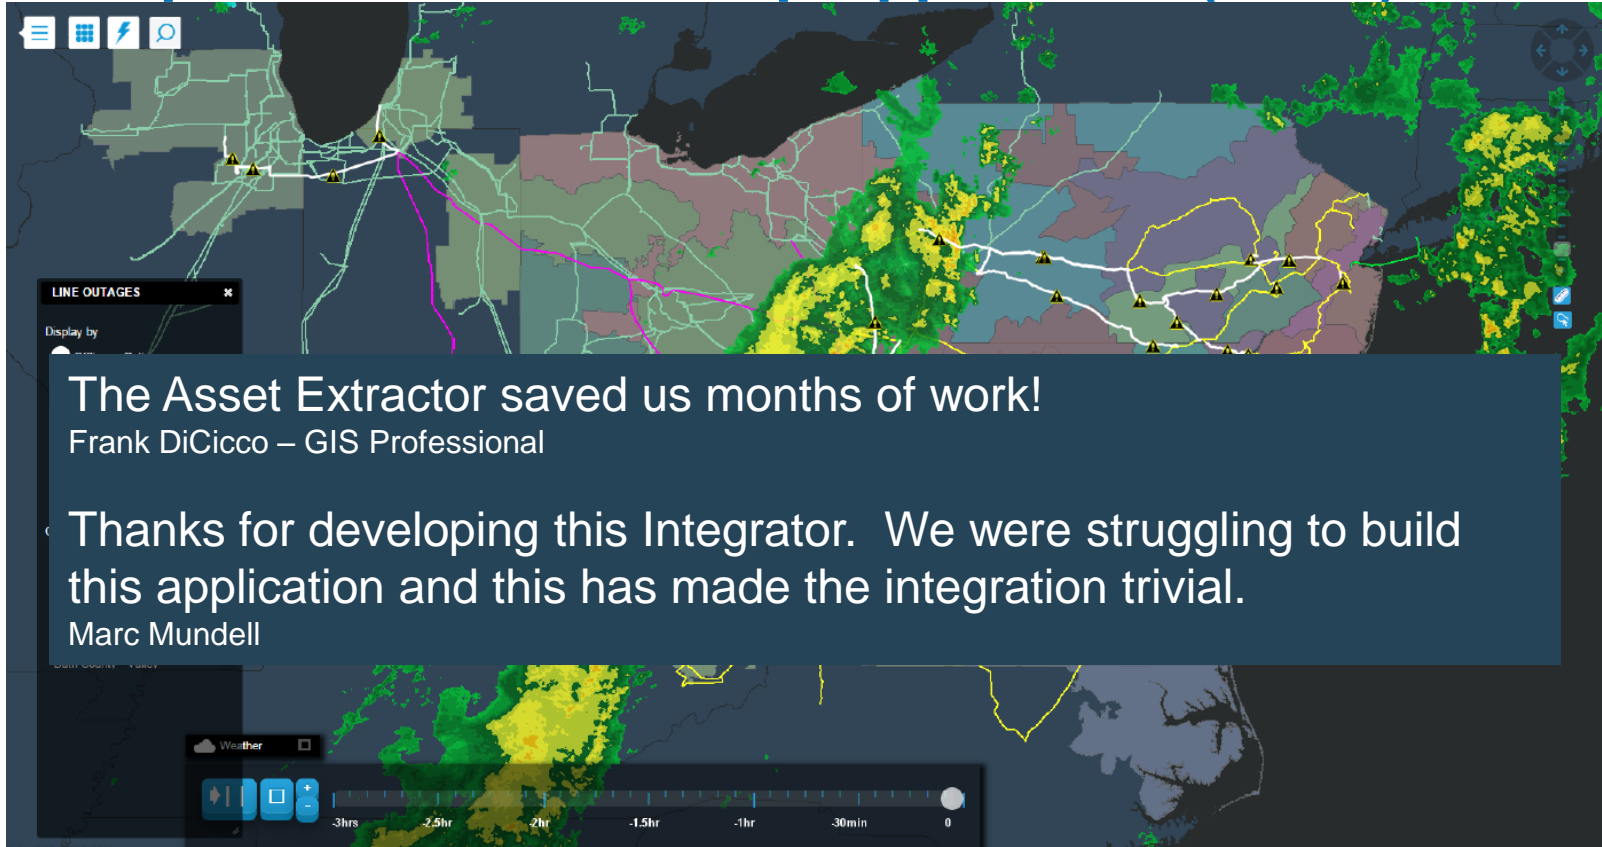 LINE OUTAGES
Display by
The Asset Extractor saved us months of work!
Frank DiCicco – GIS Professional
Thanks for developing this Integrator.  We were struggling to build
this application and this has made the integration trivial.
Marc Mundell
Weather
-3hrs -2.5hr -2hr -1.5hr -1hr -30min 0